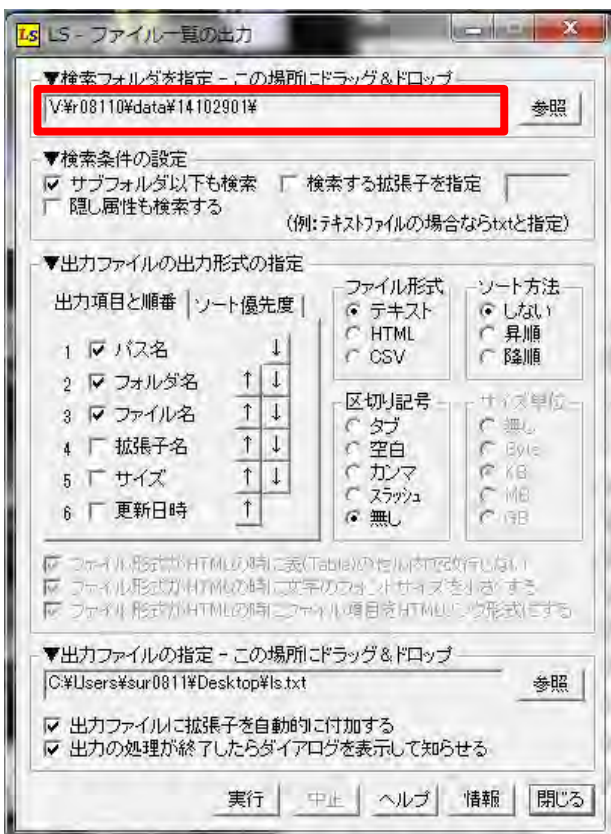 LS LS - ファイル一覧の出力
▼検索フォルダを指定 - この場所にドラッグ&ドロップ
V:¥r08110¥data¥14102901¥
参照
▼検索条件の設定
サブフォルダ以下も検索 検索する拡張子を指定
隠し属性も検索する
(例:テキストファイルの場合ならtxtと指定)
▼出力ファイルの出力形式の指定
出力項目と順番 ソート優先度
1 パス名 ↓
2 フォルダ名 ↑ ↓
3 ファイル名 ↑ ↓
4 拡張子名 ↑ ↓
5 サイズ ↑ ↓
6 更新日時 ↑
ファイル形式
テキスト
HTML
CSV
ソート方法
しない
昇順
降順
区切り記号
タブ
空白
カンマ
スラッシュ
無し
サイズ単位
無し
Byte
KB
MB
GB
ファイル形式がHTMLの時に表(Table)のセル内で改行しない
ファイル形式がHTMLの時に文字のフォントサイズを小さくする
ファイル形式がHTMLの時にファイル項目をHTMLリンク形式にする
▼出力ファイルの指定 - この場所にドラッグ&ドロップ
C:¥Users¥sur0811¥Desktop¥ls.txt
参照
出力ファイルに拡張子を自動的に付加する
出力の処理が終了したらダイアログを表示して知らせる
実行 中止 ヘルプ 情報 閉じる